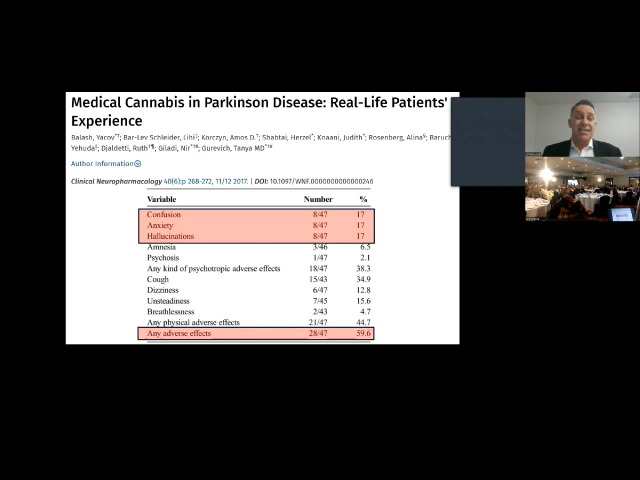 Medical Cannabis in Parkinson Disease: Real-Life Patients'
Experience
Balash, Yacov*†; Bar-Lev Schleider, Lihi‡; Korczyn, Amos D.†; Shabtai, Herzel*; Knaani, Judith*; Rosenberg, Alina§; Baruch
Yehuda§; Djaldetti, Ruth†¶; Giladi, Nir*†; Gurevich, Tanya MD*†
Author Information
Clinical Neuropharmacology 40(6):p 268-272, 11/12 2017. | DOI: 10.1097/WNF.0000000000000246
Variable Number %
Confusion 8/47 17
Anxiety 8/47 17
Hallucinations 8/47 17
Amnesia 3/46 6.5
Psychosis 1/47 2.1
Any kind of psychotropic adverse effects 18/47 38.3
Cough 15/43 34.9
Dizziness 6/47 12.8
Unsteadiness 7/45 15.6
Breathlessness 2/43 4.7
Any physical adverse effects 21/47 44.7
Any adverse effects 28/47 59.6